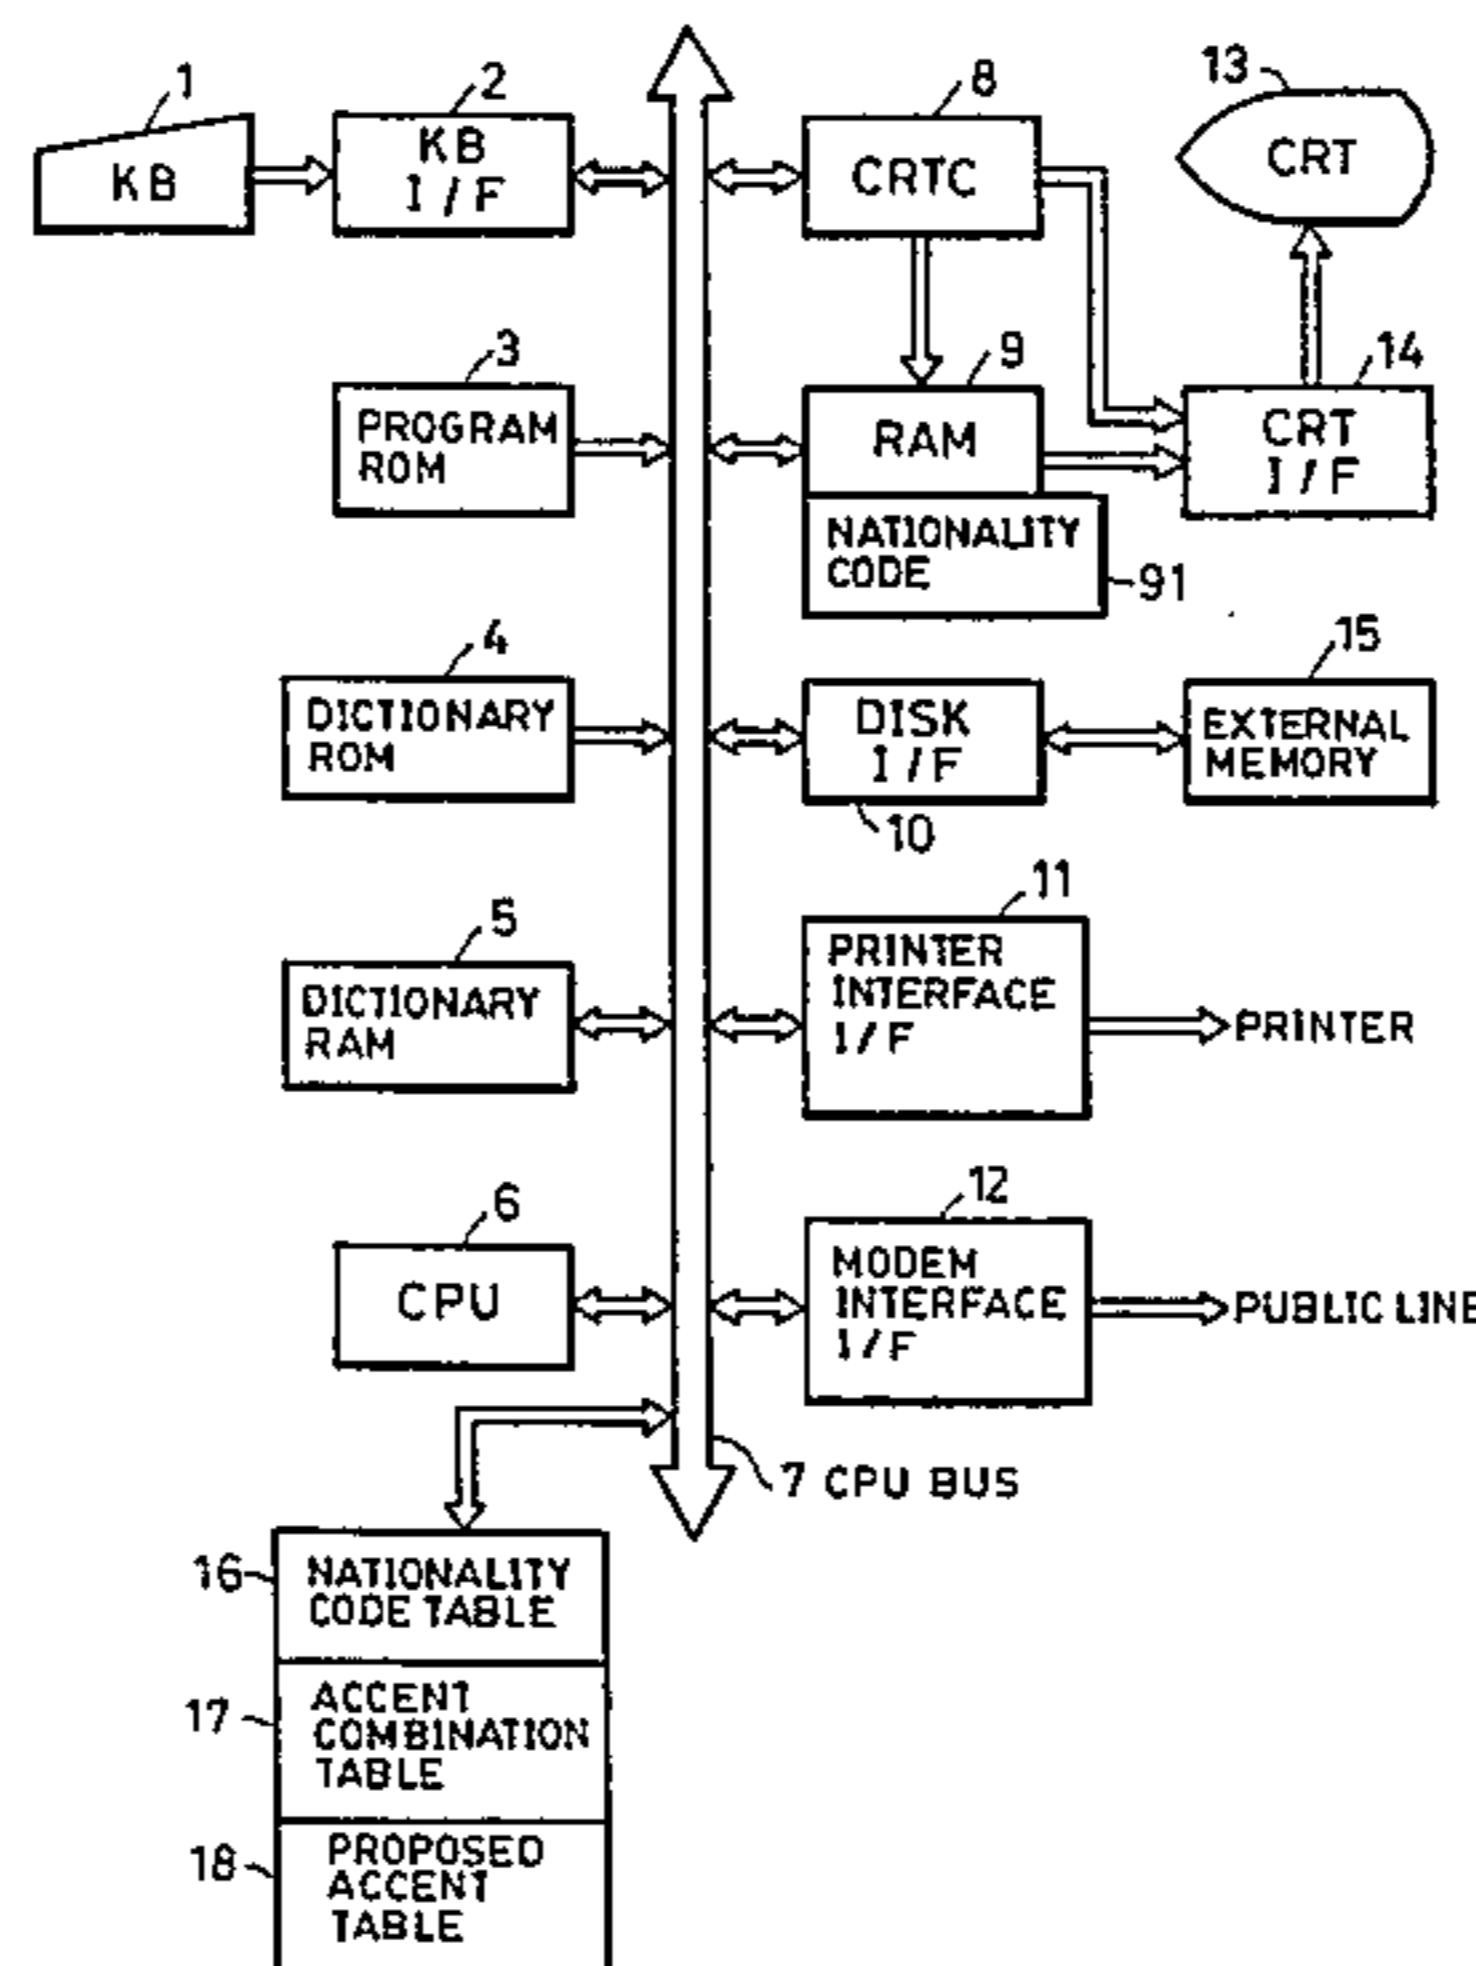 1
KB
2
KB
I/F
8
CRTC
13
CRT
3
PROGRAM
ROM
9
RAM
NATIONALITY
CODE
91
14
CRT
I/F
4
DICTIONARY
ROM
DISK
I/F
10
15
EXTERNAL
MEMORY
5
DICTIONARY
RAM
11
PRINTER
INTERFACE
I/F
PRINTER
6
CPU
12
MODEM
INTERFACE
I/F
PUBLIC LINE
7 CPU BUS
16
NATIONALITY
CODE TABLE
17
ACCENT
COMBINATION
TABLE
18
PROPOSED
ACCENT
TABLE